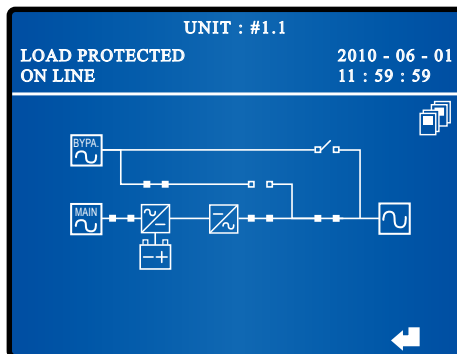 UNIT : #1.1
LOAD PROTECTED
2010 - 06 - 01
ON LINE
11 : 59 : 59
BYPA.
MAIN